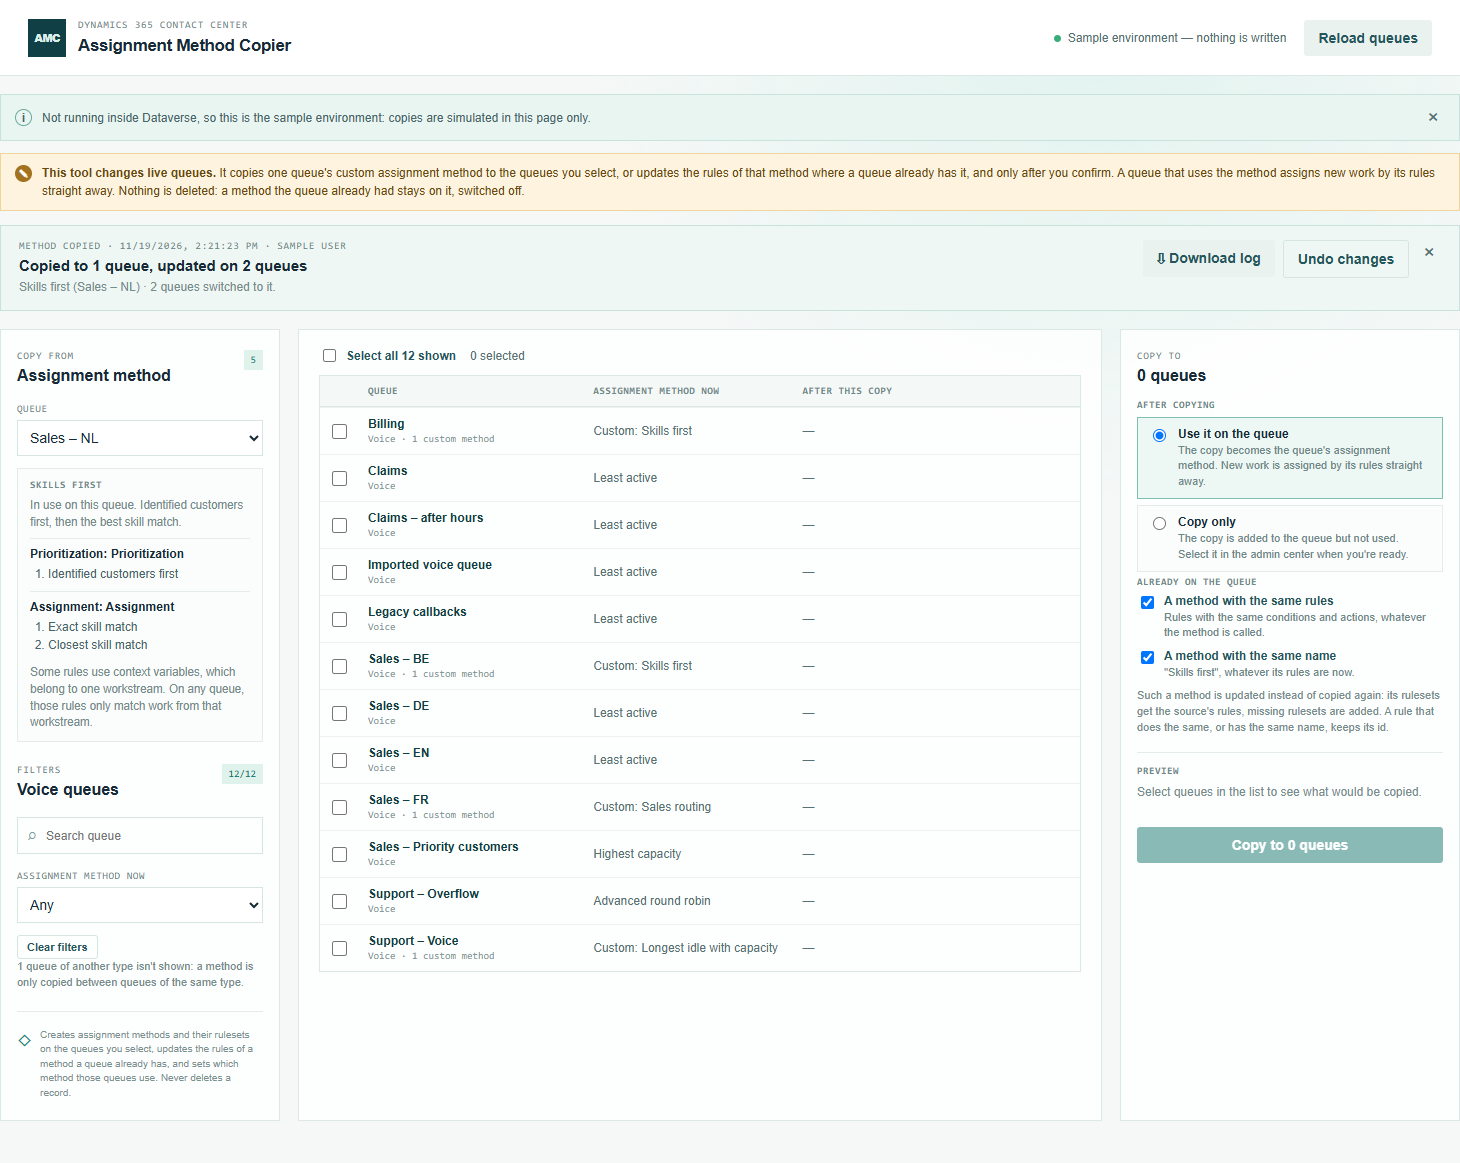 AMC
DYNAMICS 365 CONTACT CENTER
Assignment Method Copier
Sample environment — nothing is written
Reload queues
Not running inside Dataverse, so this is the sample environment: copies are simulated in this page only.
This tool changes live queues. It copies one queue's custom assignment method to the queues you select, or updates the rules of that method where a queue already has it, and only after you confirm. A queue that uses the method assigns new work by its rules
straight away. Nothing is deleted: a method the queue already had stays on it, switched off.
METHOD COPIED · 11/19/2026, 2:21:23 PM · SAMPLE USER
Copied to 1 queue, updated on 2 queues
Skills first (Sales – NL) · 2 queues switched to it.
Download log
Undo changes
COPY FROM
5
Assignment method
QUEUE
Sales – NL
SKILLS FIRST
In use on this queue. Identified customers
first, then the best skill match.
Prioritization: Prioritization
1. Identified customers first
Assignment: Assignment
1. Exact skill match
2. Closest skill match
Some rules use context variables, which
belong to one workstream. On any queue,
those rules only match work from that
workstream.
FILTERS
12/12
Voice queues
Search queue
ASSIGNMENT METHOD NOW
Any
Clear filters
1 queue of another type isn't shown: a method is
only copied between queues of the same type.
Creates assignment methods and their rulesets
on the queues you select, updates the rules of a
method a queue already has, and sets which
method those queues use. Never deletes a
record.
Select all 12 shown 0 selected
QUEUE ASSIGNMENT METHOD NOW AFTER THIS COPY
Billing
Voice · 1 custom method
Custom: Skills first —
Claims
Voice
Least active —
Claims – after hours
Voice
Least active —
Imported voice queue
Voice
Least active —
Legacy callbacks
Voice
Least active —
Sales – BE
Voice · 1 custom method
Custom: Skills first —
Sales – DE
Voice
Least active —
Sales – EN
Voice
Least active —
Sales – FR
Voice · 1 custom method
Custom: Sales routing —
Sales – Priority customers
Voice
Highest capacity —
Support – Overflow
Voice
Advanced round robin —
Support – Voice
Voice · 1 custom method
Custom: Longest idle with capacity —
COPY TO
0 queues
AFTER COPYING
Use it on the queue
The copy becomes the queue's assignment
method. New work is assigned by its rules straight
away.
Copy only
The copy is added to the queue but not used.
Select it in the admin center when you're ready.
ALREADY ON THE QUEUE
A method with the same rules
Rules with the same conditions and actions, whatever
the method is called.
A method with the same name
"Skills first", whatever its rules are now.
Such a method is updated instead of copied again: its rulesets
get the source's rules, missing rulesets are added. A rule that
does the same, or has the same name, keeps its id.
PREVIEW
Select queues in the list to see what would be copied.
Copy to 0 queues